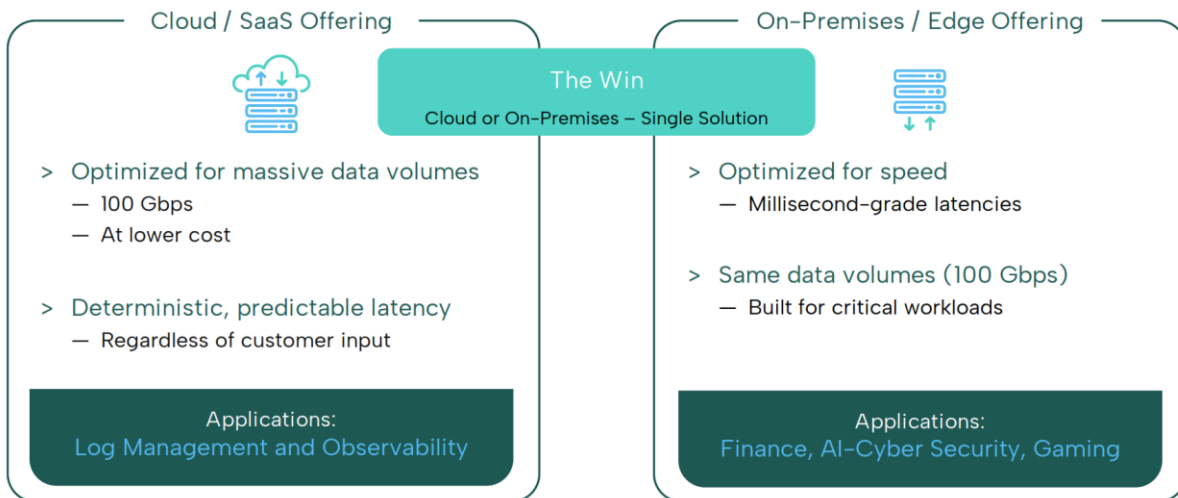 Cloud / SaaS Offering
> Optimized for massive data volumes
— 100 Gbps
— At lower cost
> Deterministic, predictable latency
— Regardless of customer input
Applications:
Log Management and Observability
The Win
Cloud or On-Premises – Single Solution
On-Premises / Edge Offering
> Optimized for speed
— Millisecond-grade latencies
> Same data volumes (100 Gbps)
— Built for critical workloads
Applications:
Finance, AI-Cyber Security, Gaming